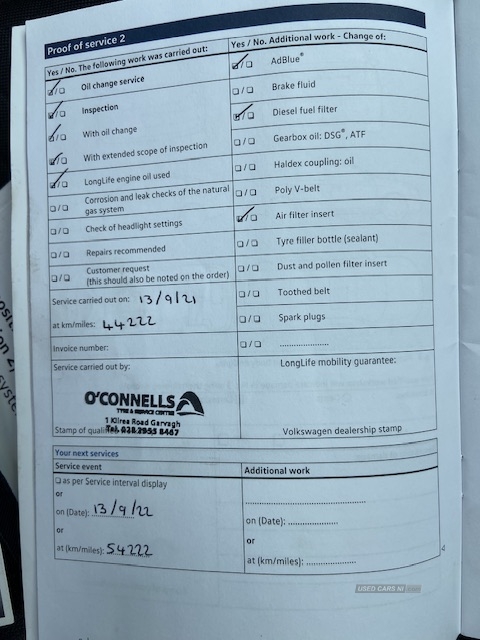 Proof of service 2
Yes / No. The following work was carried out:
Oil change service
Inspection
With oil change
With extended scope of inspection
LongLife engine oil used
Corrosion and leak checks of the natural
gas system
Check of headlight settings
Repairs recommended
Customer request
(this should also be noted on the order)
Service carried out on: 13/9/21
at km/miles: 44222
Invoice number:
Service carried out by:
O'CONNELLS
TYRE & SERVICE CENTRE
1 Kilrea Road Garvagh
Tel. 028 2955 8467
Stamp of
Yes / No. Additional work - Change of:
AdBlue®
Brake fluid
Diesel fuel filter
Gearbox oil: DSG®, ATF
Haldex coupling: oil
Poly V-belt
Air filter insert
Tyre filler bottle (sealant)
Dust and pollen filter insert
Toothed belt
Spark plugs
....................
LongLife mobility guarantee:
Volkswagen dealership stamp
Your next services
Service event
as per Service interval display
or
on (Date): 13/9/22
or
at (km/miles): 54222
Additional work
on (Date): ....................
or
at (km/miles): ....................
4
USED CARS NI